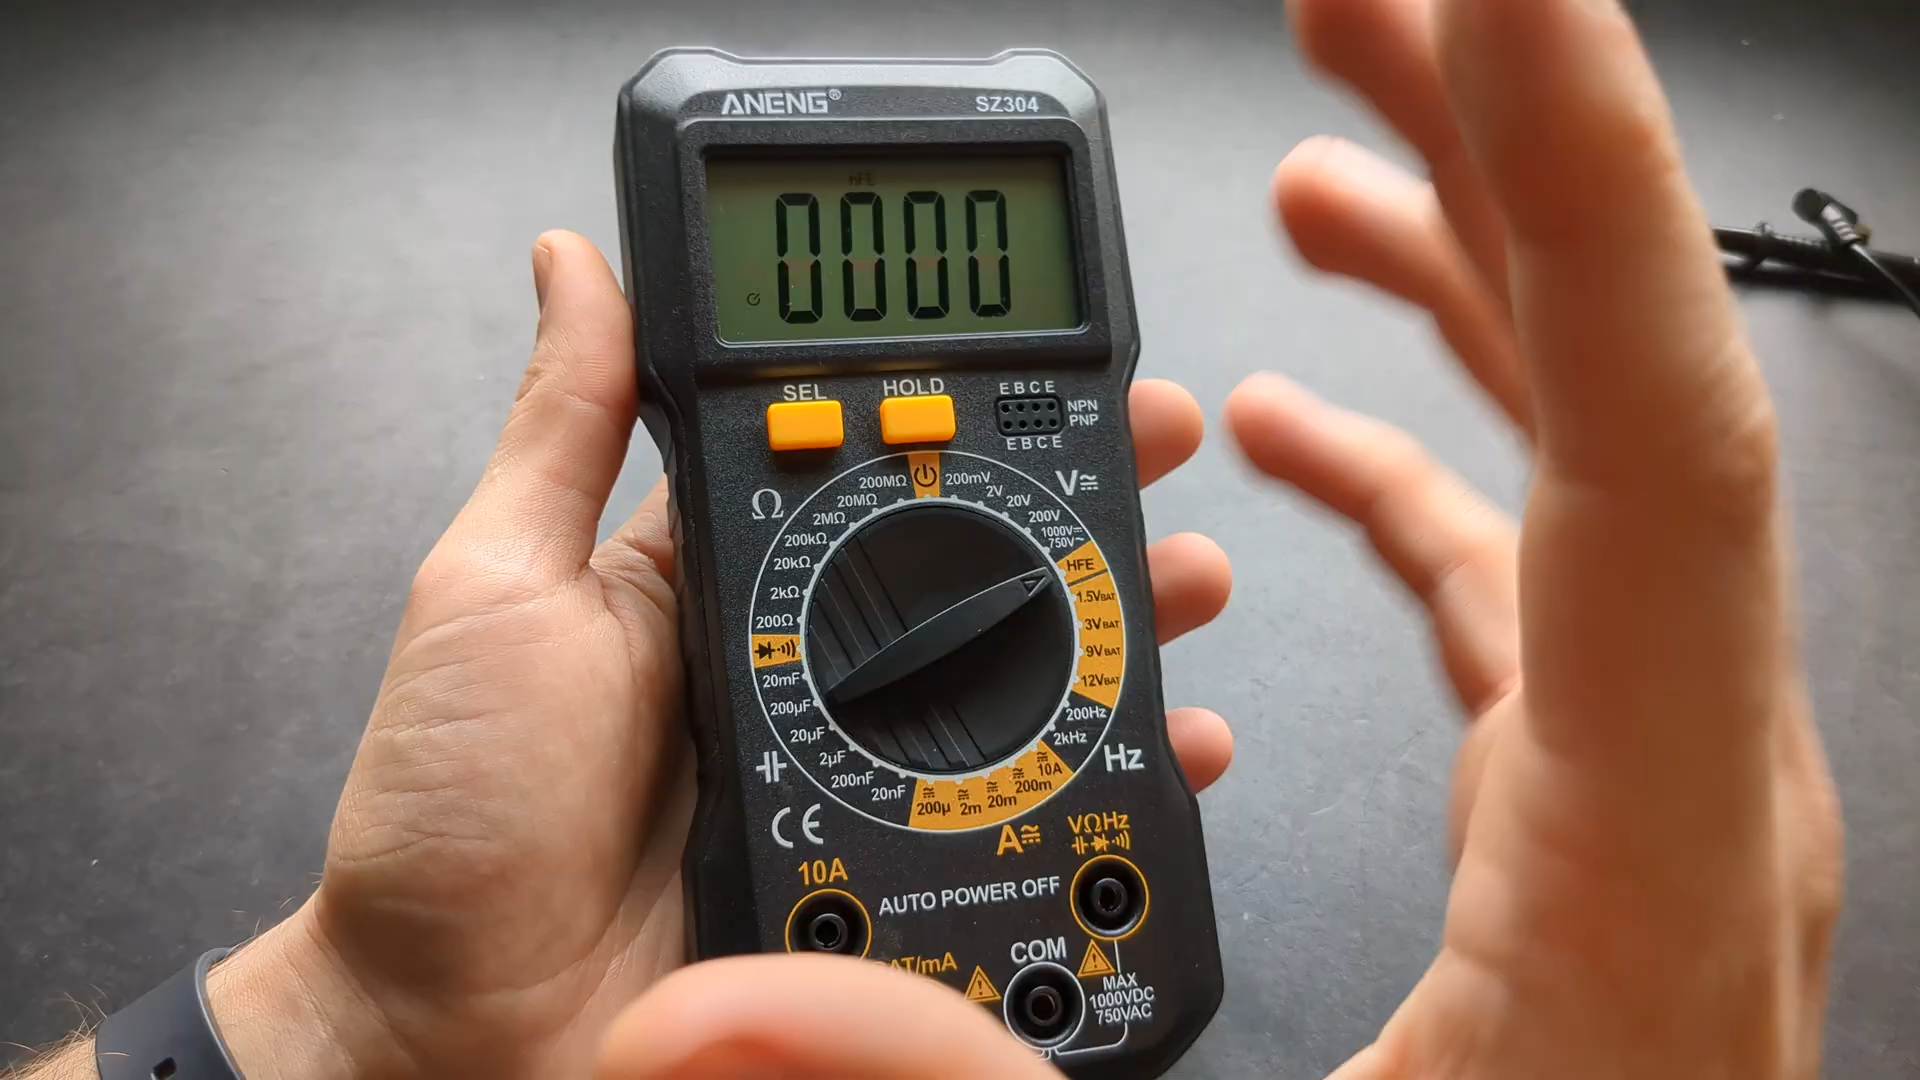 ANENG® SZ304
HFE
0000
SEL HOLD
E B C E
NPN
PNP
E B C E
Ω
V
200MΩ
20MΩ
2MΩ
200kΩ
20kΩ
2kΩ
200Ω
20mF
200µF
20µF
2µF
200nF
20nF
200mV
2V
20V
200V
1000V
750V~
HFE
1.5VBAT
3VBAT
9VBAT
12VBAT
200Hz
2kHz
Hz
10A
200m
20m
2m
200µ
A
CE
VΩHz
10A
AUTO POWER OFF
COM
MAX
1000VDC
750VAC